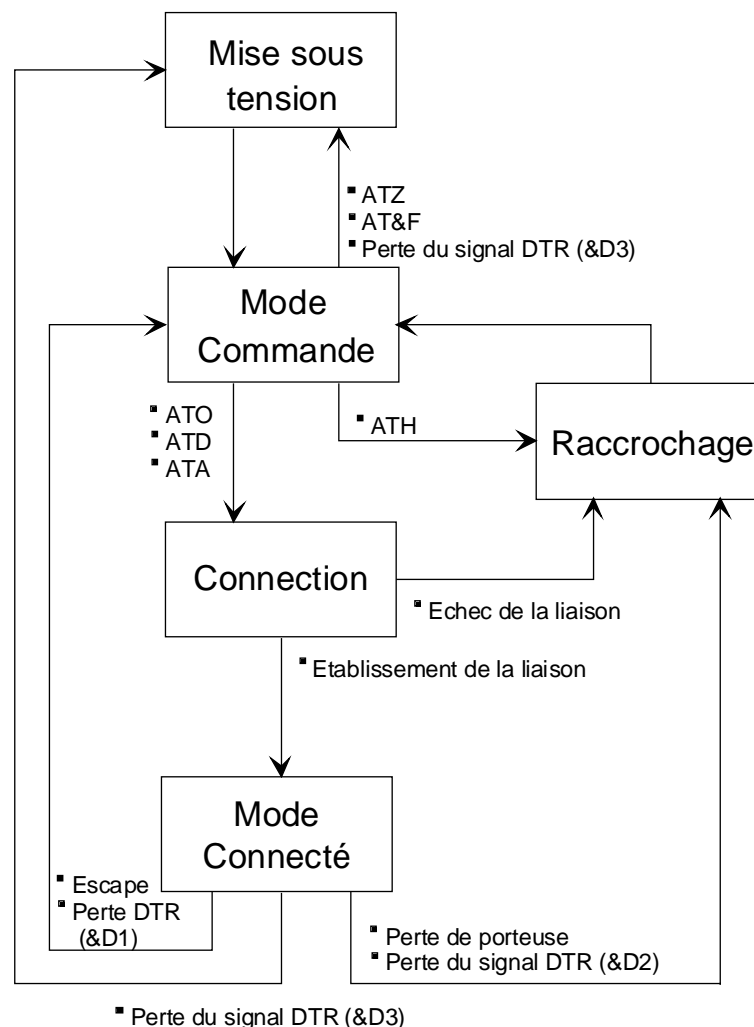 Mise sous
tension
▪ ATZ
▪ AT&F
▪ Perte du signal DTR (&D3)
Mode
Commande
▪ ATO
▪ ATD
▪ ATA
▪ ATH
Raccrochage
Connection
▪ Echec de la liaison
▪ Etablissement de la liaison
Mode
Connecté
▪ Escape
▪ Perte DTR
(&D1)
▪ Perte de porteuse
▪ Perte du signal DTR (&D2)
▪ Perte du signal DTR (&D3)